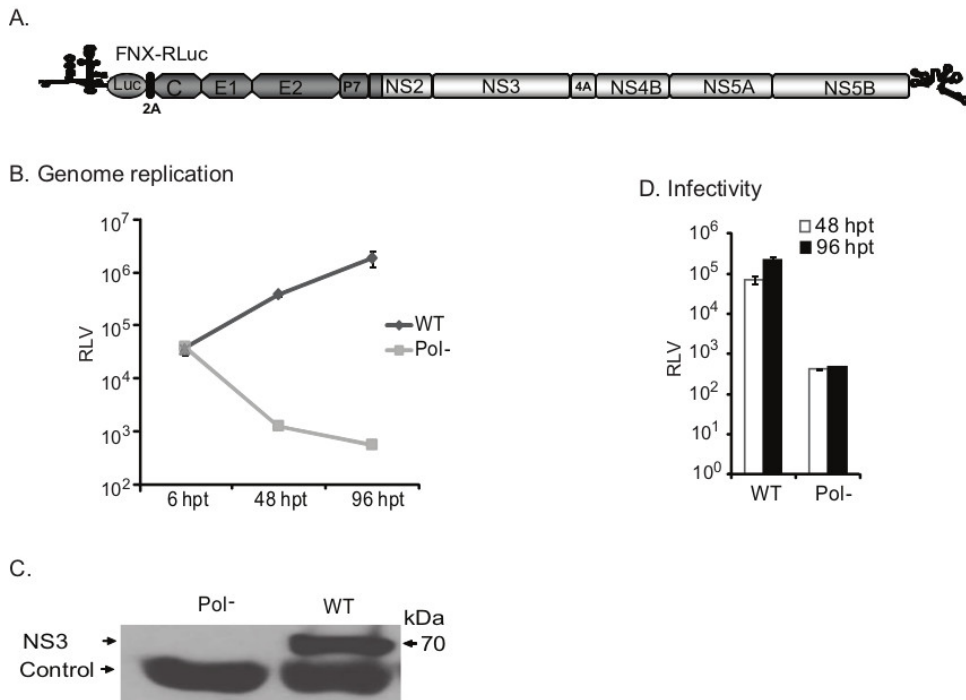 A.
FNX-RLuc
Luc
2A
C
E1
E2
P7
NS2
NS3
4A
NS4B
NS5A
NS5B
B. Genome replication
RLV
10⁷
10⁶
10⁵
10⁴
10³
10²
6 hpt
48 hpt
96 hpt
WT
Pol-
D. Infectivity
48 hpt
96 hpt
RLV
10⁶
10⁵
10³
10²
10¹
10⁰
WT
Pol-
C.
Pol-
WT
kDa
NS3
70
Control